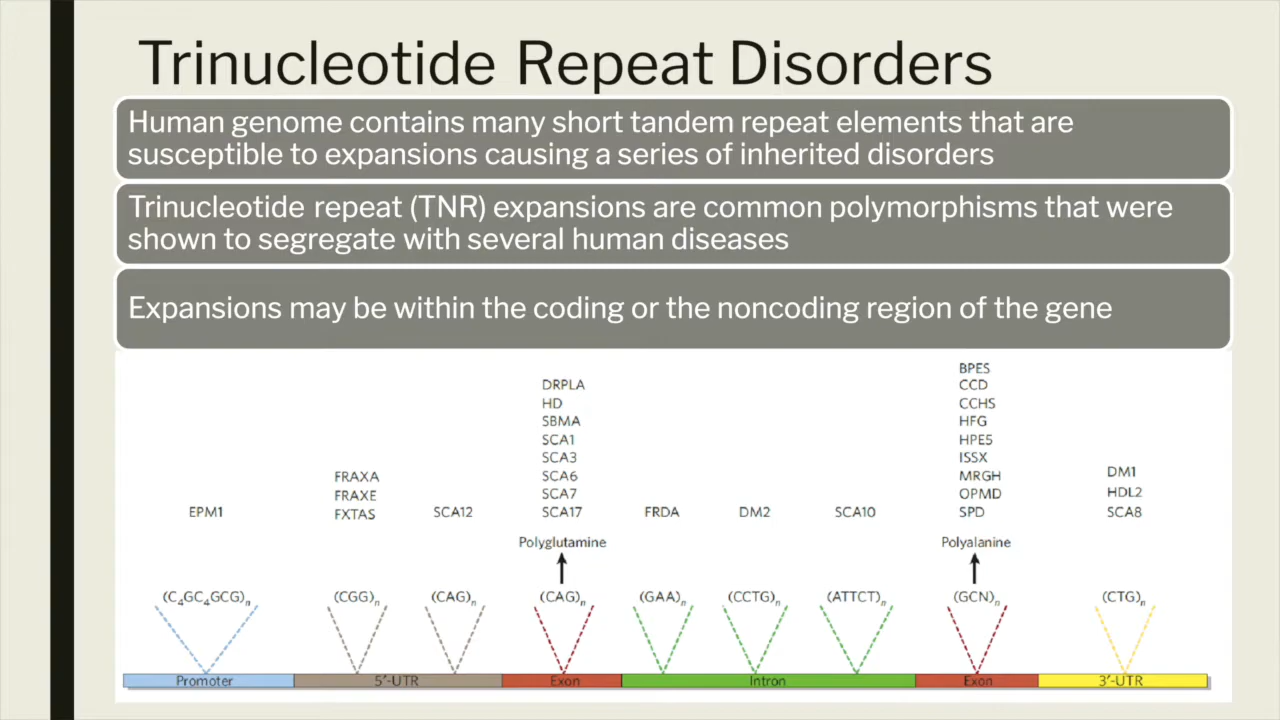 Trinucleotide Repeat Disorders
Human genome contains many short tandem repeat elements that are
susceptible to expansions causing a series of inherited disorders
Trinucleotide repeat (TNR) expansions are common polymorphisms that were
shown to segregate with several human diseases
Expansions may be within the coding or the noncoding region of the gene
EPM1
FRAXA
FRAXE
FXTAS
SCA12
DRPLA
HD
SBMA
SCA1
SCA3
SCA6
SCA7
SCA17
FRDA
DM2
SCA10
BPES
CCD
CCHS
HFG
HPE5
ISSX
MRGH
OPMD
SPD
DM1
HDL2
SCA8
Polyglutamine
Polyalanine
(C₄GC₄GCG)ₙ
(CGG)ₙ
(CAG)ₙ
(CAG)ₙ
(GAA)ₙ
(CCTG)ₙ
(ATTCT)ₙ
(GCN)ₙ
(CTG)ₙ
Promoter
5′-UTR
Exon
Intron
Exon
3′-UTR